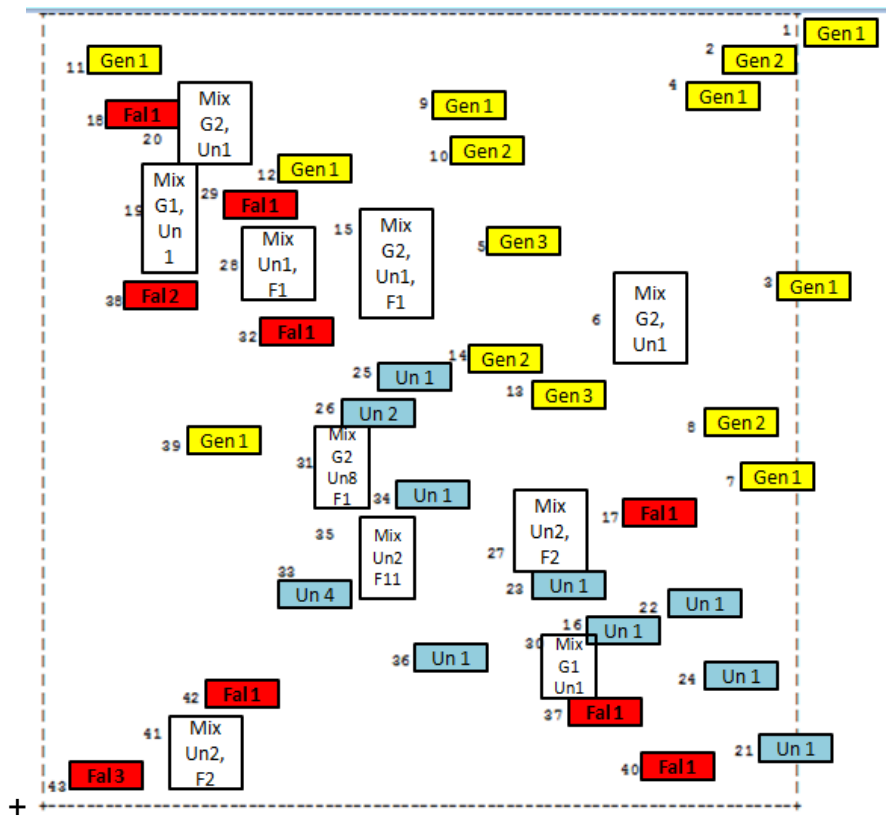 1 Gen 1
2 Gen 2
11 Gen 1
4 Gen 1
9 Gen 1
18 Fal 1
20 Mix
G2,
Un1
10 Gen 2
12 Gen 1
19 Mix
G1,
Un
1
29 Fal 1
15 Mix
G2,
Un1,
F1
28 Mix
Un1,
F1
5 Gen 3
3 Gen 1
38 Fal 2
6 Mix
G2,
Un1
32 Fal 1
14 Gen 2
25 Un 1
13 Gen 3
26 Un 2
8 Gen 2
39 Gen 1
31 Mix
G2
Un8
F1
7 Gen 1
34 Un 1
27 Mix
Un2,
F2
17 Fal 1
35 Mix
Un2
F11
23 Un 1
33 Un 4
22 Un 1
16 Un 1
30 Mix
G1
Un1
36 Un 1
24 Un 1
42 Fal 1
37 Fal 1
41 Mix
Un2,
F2
21 Un 1
40 Fal 1
43 Fal 3
+